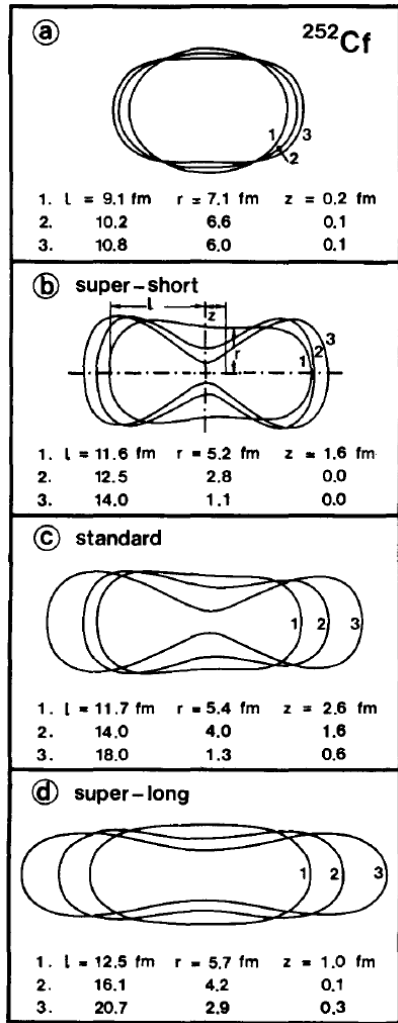 ⓐ ²⁵²Cf
1 3
2
1. l = 9.1 fm r = 7.1 fm z = 0.2 fm
2. 10.2 6.6 0.1
3. 10.8 6.0 0.1
ⓑ super-short
l z
r
1 2 3
1. l = 11.6 fm r = 5.2 fm z = 1.6 fm
2. 12.5 2.8 0.0
3. 14.0 1.1 0.0
ⓒ standard
1 2 3
1. l = 11.7 fm r = 5.4 fm z = 2.6 fm
2. 14.0 4.0 1.6
3. 18.0 1.3 0.6
ⓓ super-long
1 2 3
1. l = 12.5 fm r = 5.7 fm z = 1.0 fm
2. 16.1 4.2 0.1
3. 20.7 2.9 0.3